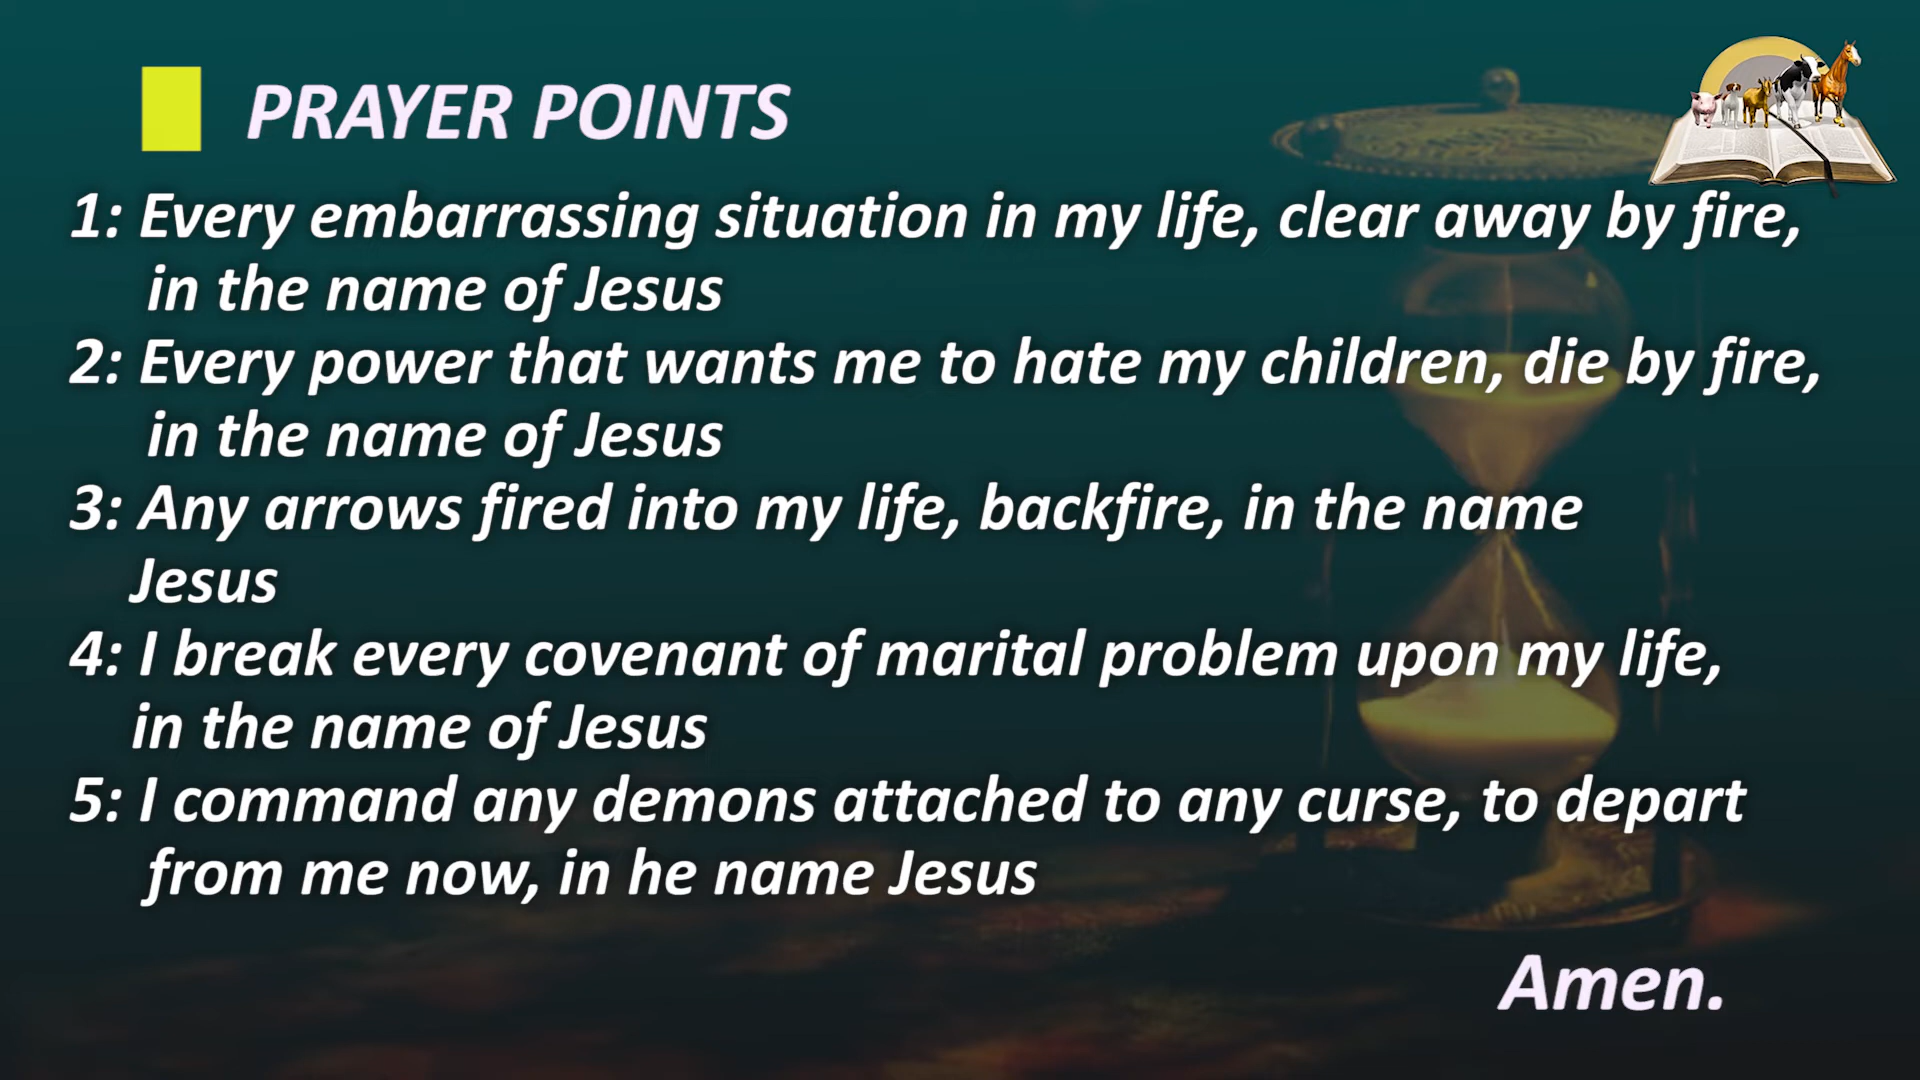 PRAYER POINTS
1: Every embarrassing situation in my life, clear away by fire,
in the name of Jesus
2: Every power that wants me to hate my children, die by fire,
in the name of Jesus
3: Any arrows fired into my life, backfire, in the name
Jesus
4: I break every covenant of marital problem upon my life,
in the name of Jesus
5: I command any demons attached to any curse, to depart
from me now, in he name Jesus
Amen.